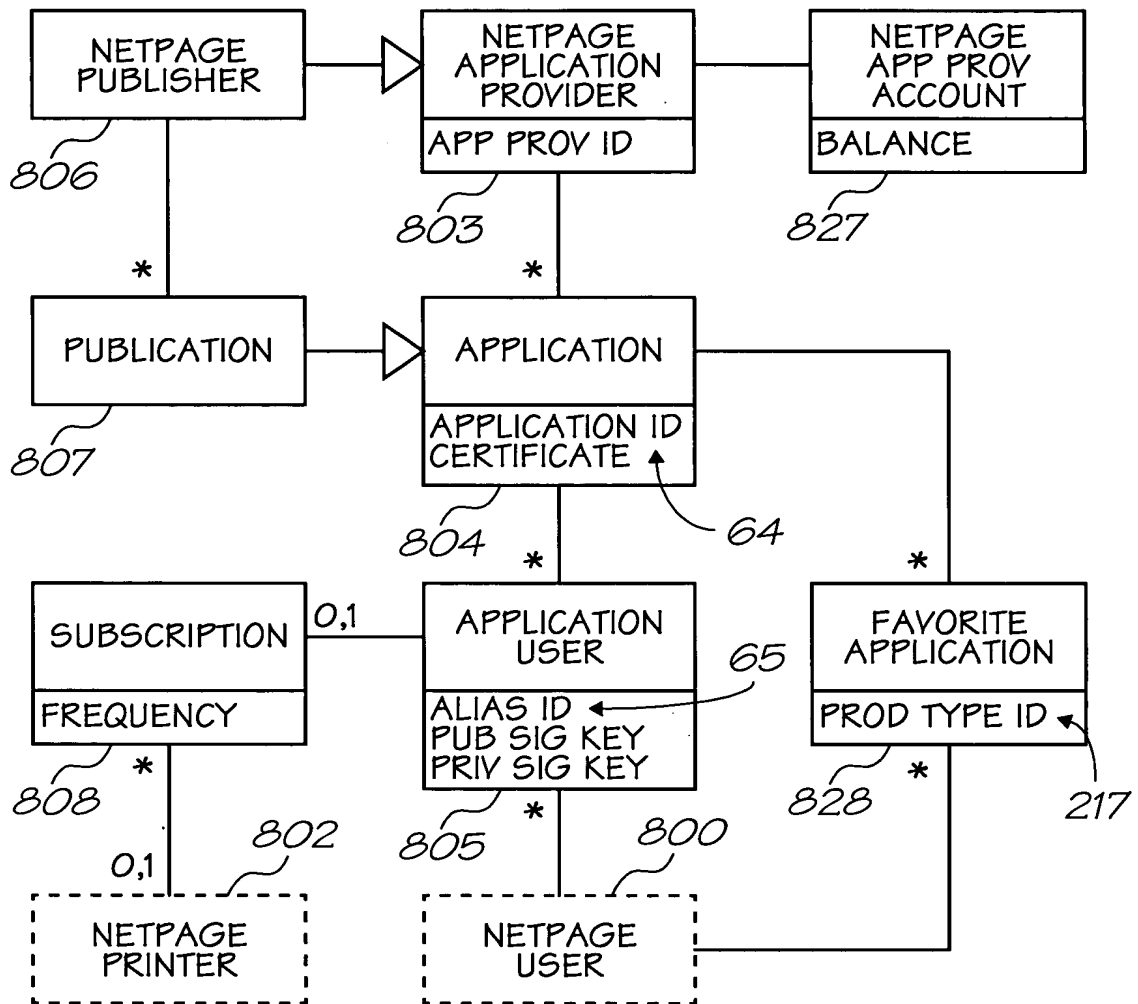 NETPAGE
PUBLISHER
NETPAGE
APPLICATION
PROVIDER
APP PROV ID
NETPAGE
APP PROV
ACCOUNT
BALANCE
806
803
827
*
*
PUBLICATION
APPLICATION
APPLICATION ID
CERTIFICATE
807
804
64
*
*
SUBSCRIPTION
FREQUENCY
0,1
APPLICATION
USER
ALIAS ID
PUB SIG KEY
PRIV SIG KEY
65
FAVORITE
APPLICATION
PROD TYPE ID
808
*
805
*
828
*
217
802
800
0,1
NETPAGE
PRINTER
NETPAGE
USER